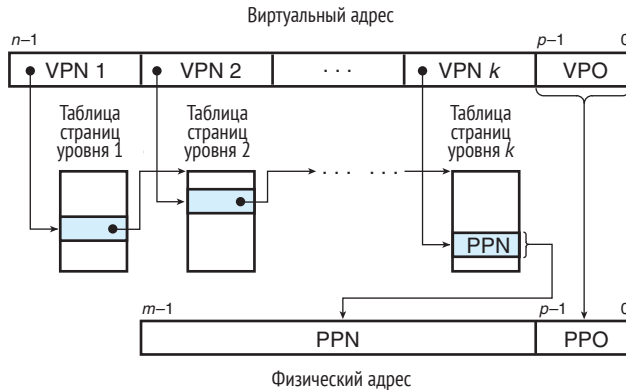 Виртуальный адрес
n–1 p–1 0
VPN 1 VPN 2 · · · VPN k VPO
Таблица страниц уровня 1
Таблица страниц уровня 2
Таблица страниц уровня k
· · · · · ·
PPN
m–1 p–1 0
PPN PPO
Физический адрес